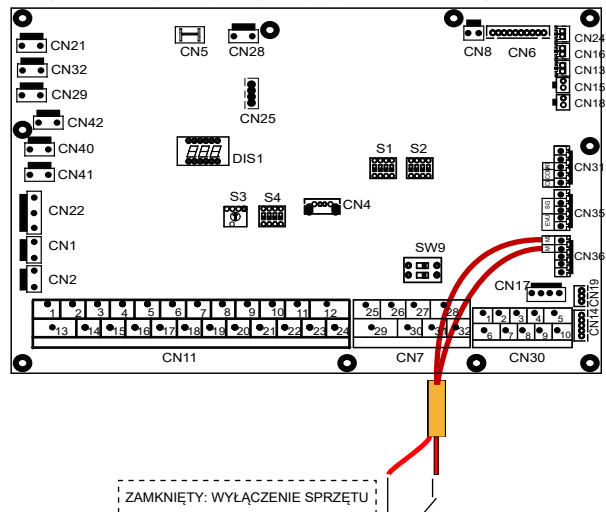 CN21
CN5
CN28
CN8
CN6
CN24
CN16
CN32
CN13
CN29
CN15
CN18
CN42
CN25
CN40
DIS1
S1
S2
CN31
CN41
S3
S4
CN4
SG
CN35
CN22
EVU
CN1
SW9
CN36
CN2
CN17
CN19
1 2 3 4 5 6 7 8 9 10 11 12
25 26 27 28
1 2 3 4 5
CN14
13 14 15 16 17 18 19 20 21 22 23 24
29 30 31 32
6 7 8 9 10
CN11
CN7
CN30
ZAMKNIĘTY: WYŁĄCZENIE SPRZĘTU